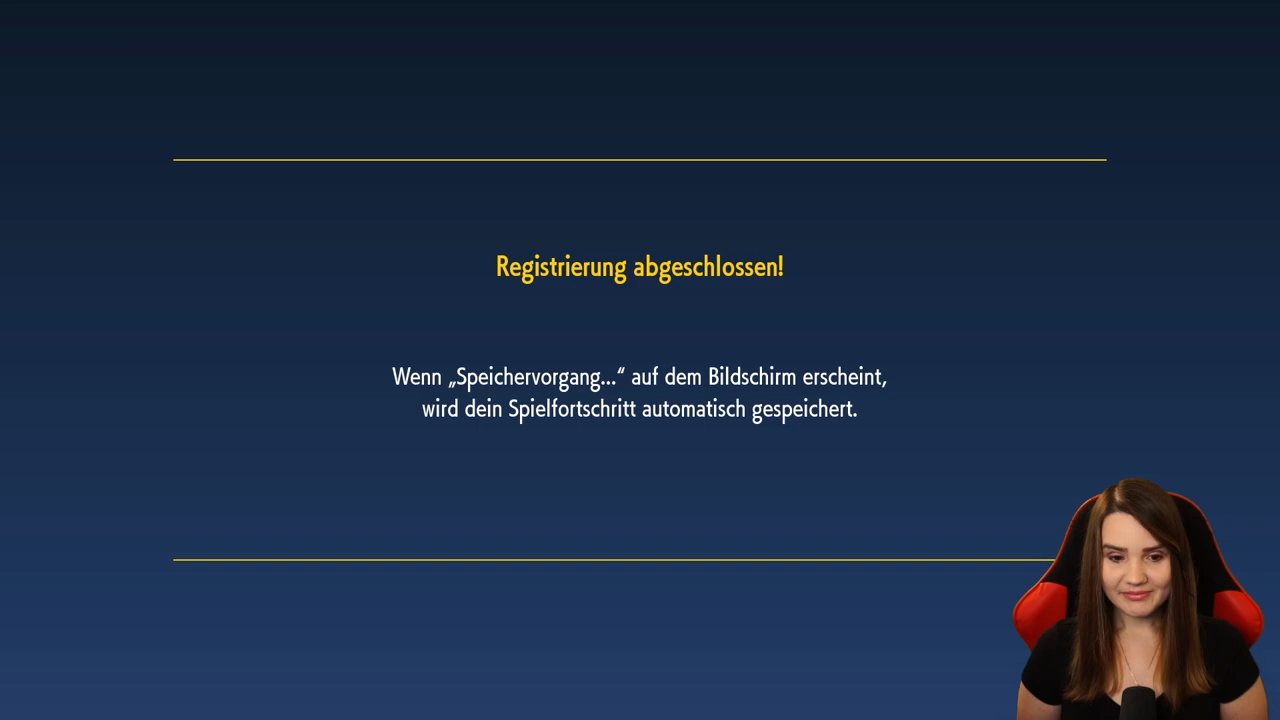 Registrierung abgeschlossen!
Wenn „Speichervorgang...“ auf dem Bildschirm erscheint,
wird dein Spielfortschritt automatisch gespeichert.